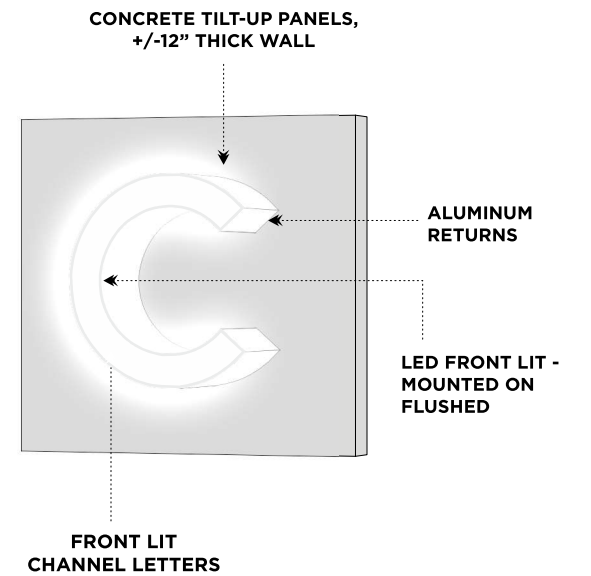 CONCRETE TILT-UP PANELS,
+/-12” THICK WALL
ALUMINUM
RETURNS
LED FRONT LIT -
MOUNTED ON
FLUSHED
FRONT LIT
CHANNEL LETTERS